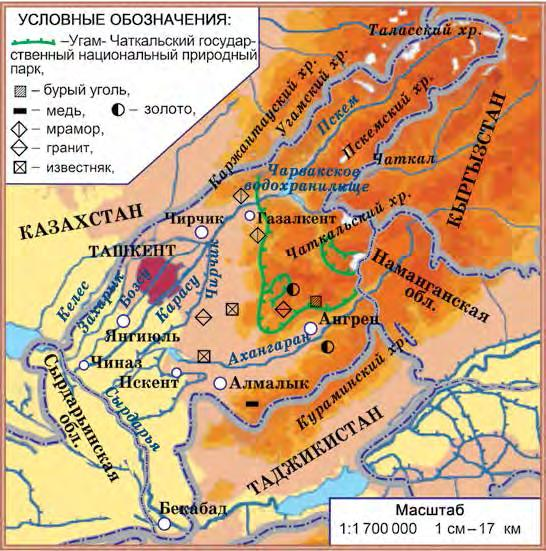 УСЛОВНЫЕ ОБОЗНАЧЕНИЯ:
–Угам- Чаткальский государ-
ственный национальный природный
парк,
– бурый уголь,
– медь, – золото,
– мрамор,
– гранит,
– известняк,
Таласский хр.
Каржантауский хр.
Угамский хр.
Пскем
Пскемский хр.
Чаткал
КЫРГЫЗСТАН
Чарвакское
водохранилище
КАЗАХСТАН
Чирчик
Газалкент
Чаткальский хр.
ТАШКЕНТ
Келес
Захарык
Бозсу
Карасу
Чирчик
Наманганская
обл.
Янгиюль
Ангрен
Ахангаран
Чиназ
Пскент
Алмалык
Кураминский хр.
Сырдарья
Сырдарьинская
обл.
ТАДЖИКИСТАН
Бекабад
Масштаб
1:1 700 000 1 см–17 км